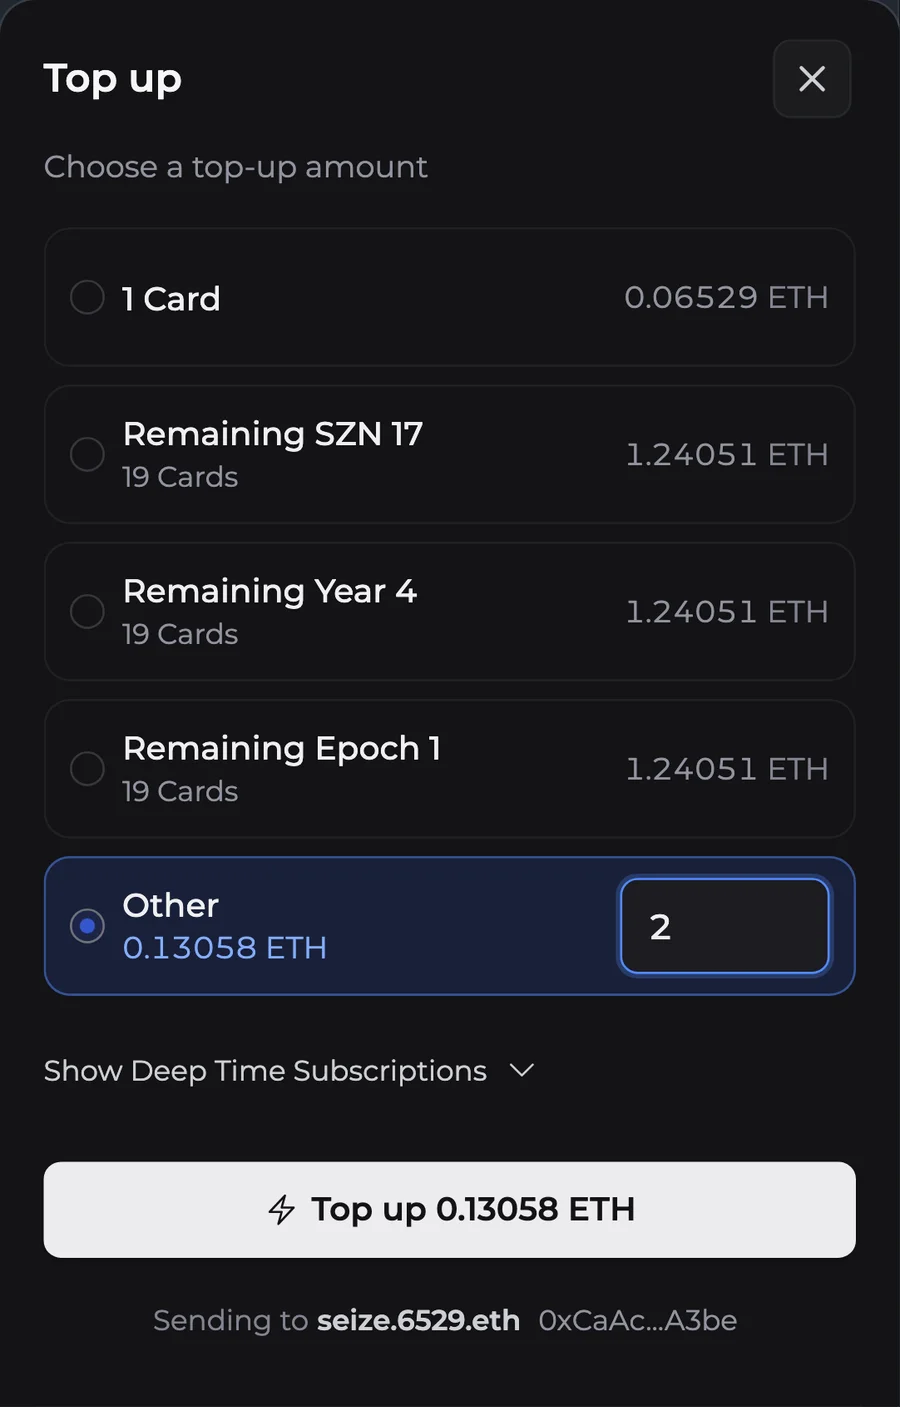 Top up
Choose a top-up amount
1 Card
0.06529 ETH
Remaining SZN 17
19 Cards
1.24051 ETH
Remaining Year 4
19 Cards
1.24051 ETH
Remaining Epoch 1
19 Cards
1.24051 ETH
Other
0.13058 ETH
2
Show Deep Time Subscriptions
Top up 0.13058 ETH
Sending to seize.6529.eth 0xCaAc...A3be